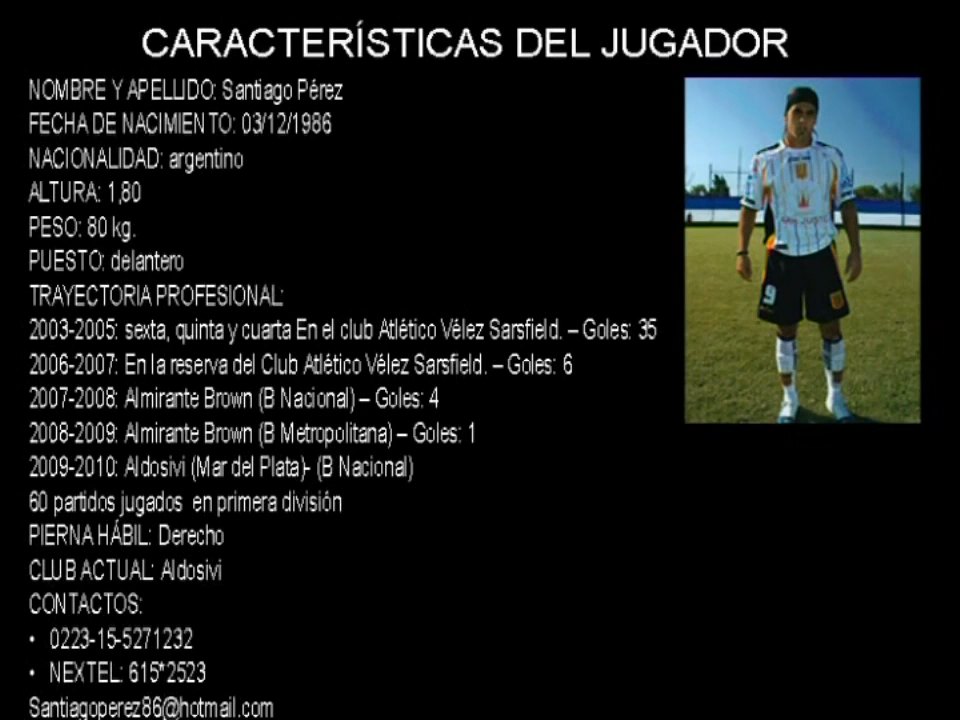 CARACTERÍSTICAS DEL JUGADOR
NOMBRE Y APELLIDO: Santiago Pérez
FECHA DE NACIMIENTO: 03/12/1986
NACIONALIDAD: argentino
ALTURA: 1,80
PESO: 80 kg.
PUESTO: delantero
TRAYECTORIA PROFESIONAL:
2003-2005: sexta, quinta y cuarta En el club Atlético Vélez Sarsfield. – Goles: 35
2006-2007: En la reserva del Club Atlético Vélez Sarsfield. – Goles: 6
2007-2008: Almirante Brown (B Nacional) – Goles: 4
2008-2009: Almirante Brown (B Metropolitana) – Goles: 1
2009-2010: Aldosivi (Mar del Plata)- (B Nacional)
60 partidos jugados en primera división
PIERNA HÁBIL: Derecho
CLUB ACTUAL: Aldosivi
CONTACTOS:
• 0223-15-5271232
• NEXTEL: 615*2523
Santiagoperez86@hotmail.com
9